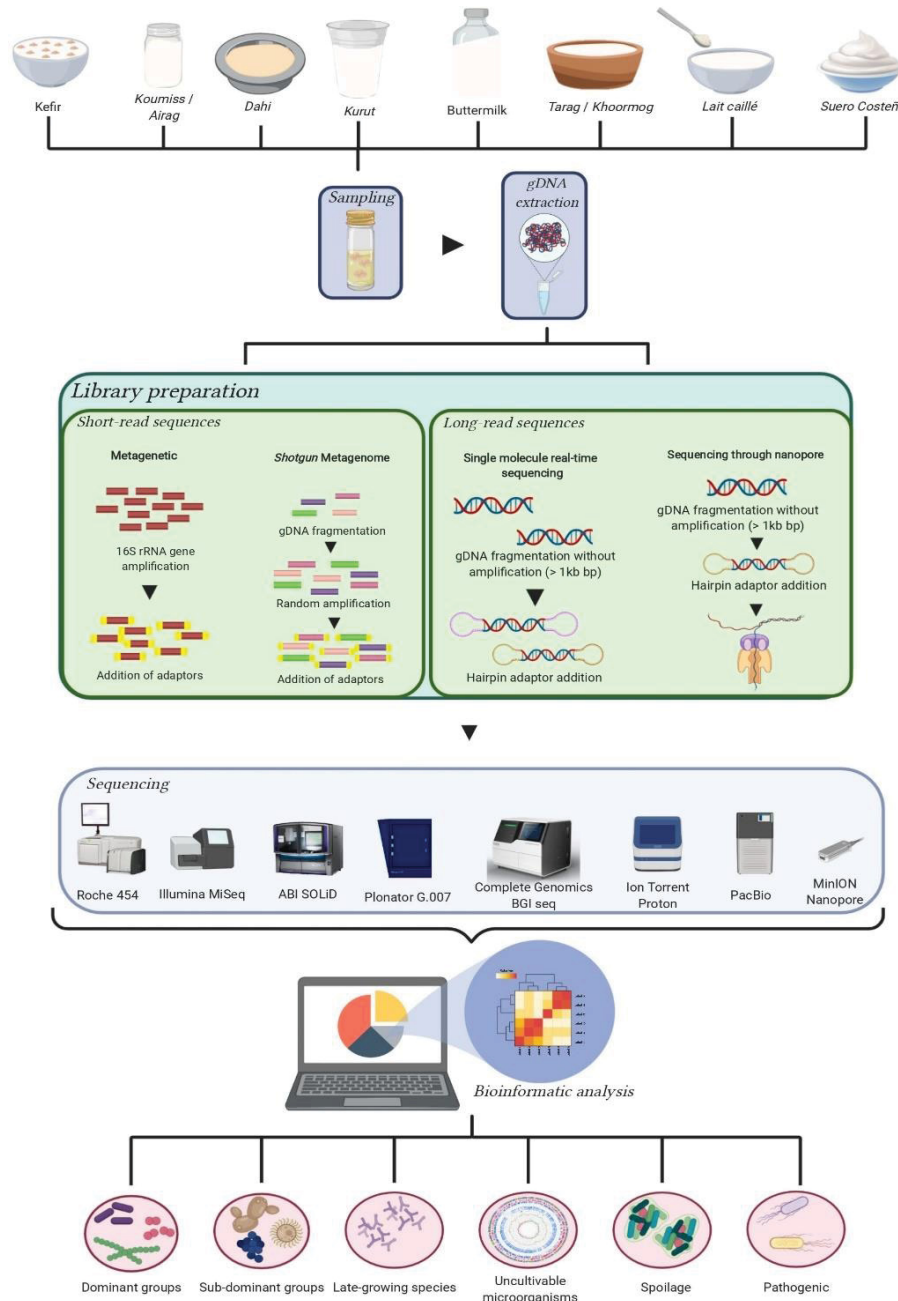 Kefir
Koumiss /
Airag
Dahi
Kurut
Buttermilk
Tarag / Khoormog
Lait caillé
Suero Costeñ
Sampling
gDNA
extraction
Library preparation
Short-read sequences
Long-read sequences
Metagenetic
16S rRNA gene
amplification
Addition of adaptors
Shotgun Metagenome
gDNA fragmentation
Random amplification
Addition of adaptors
Single molecule real-time
sequencing
gDNA fragmentation without
amplification (> 1kb bp)
Hairpin adaptor addition
Sequencing through nanopore
gDNA fragmentation without
amplification (> 1kb bp)
Hairpin adaptor addition
Sequencing
Roche 454
Illumina MiSeq
ABI SOLiD
Plonator G.007
Complete Genomics
BGI seq
Ion Torrent
Proton
PacBio
MinION
Nanopore
Bioinformatic analysis
Dominant groups
Sub-dominant groups
Late-growing species
Uncultivable
microorganisms
Spoilage
Pathogenic